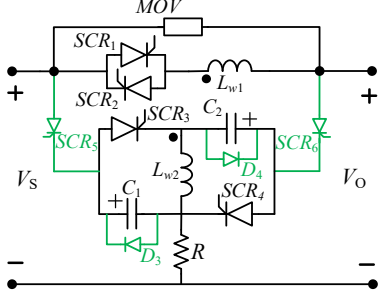 MOV
SCR1
Lw1
SCR2
+
+
SCR3
C2
+
SCR5
SCR6
Lw2
D4
VS
VO
+
C1
SCR4
D3
R
−
−